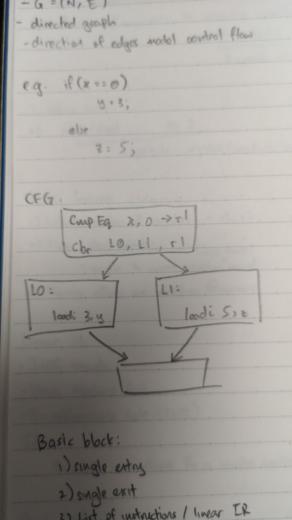 - G = (N, E)
- directed graph
- direction of edges model control flow
e.g. if (x == 0)
y = 3;
else
z = 5;
CFG:
Cmp Eq x, 0 → r1
cbr L0, L1, r1
L0:
loadi 3, y
L1:
loadi 5, z
Basic block:
1) single entry
2) single exit
3) list of instructions / linear IR